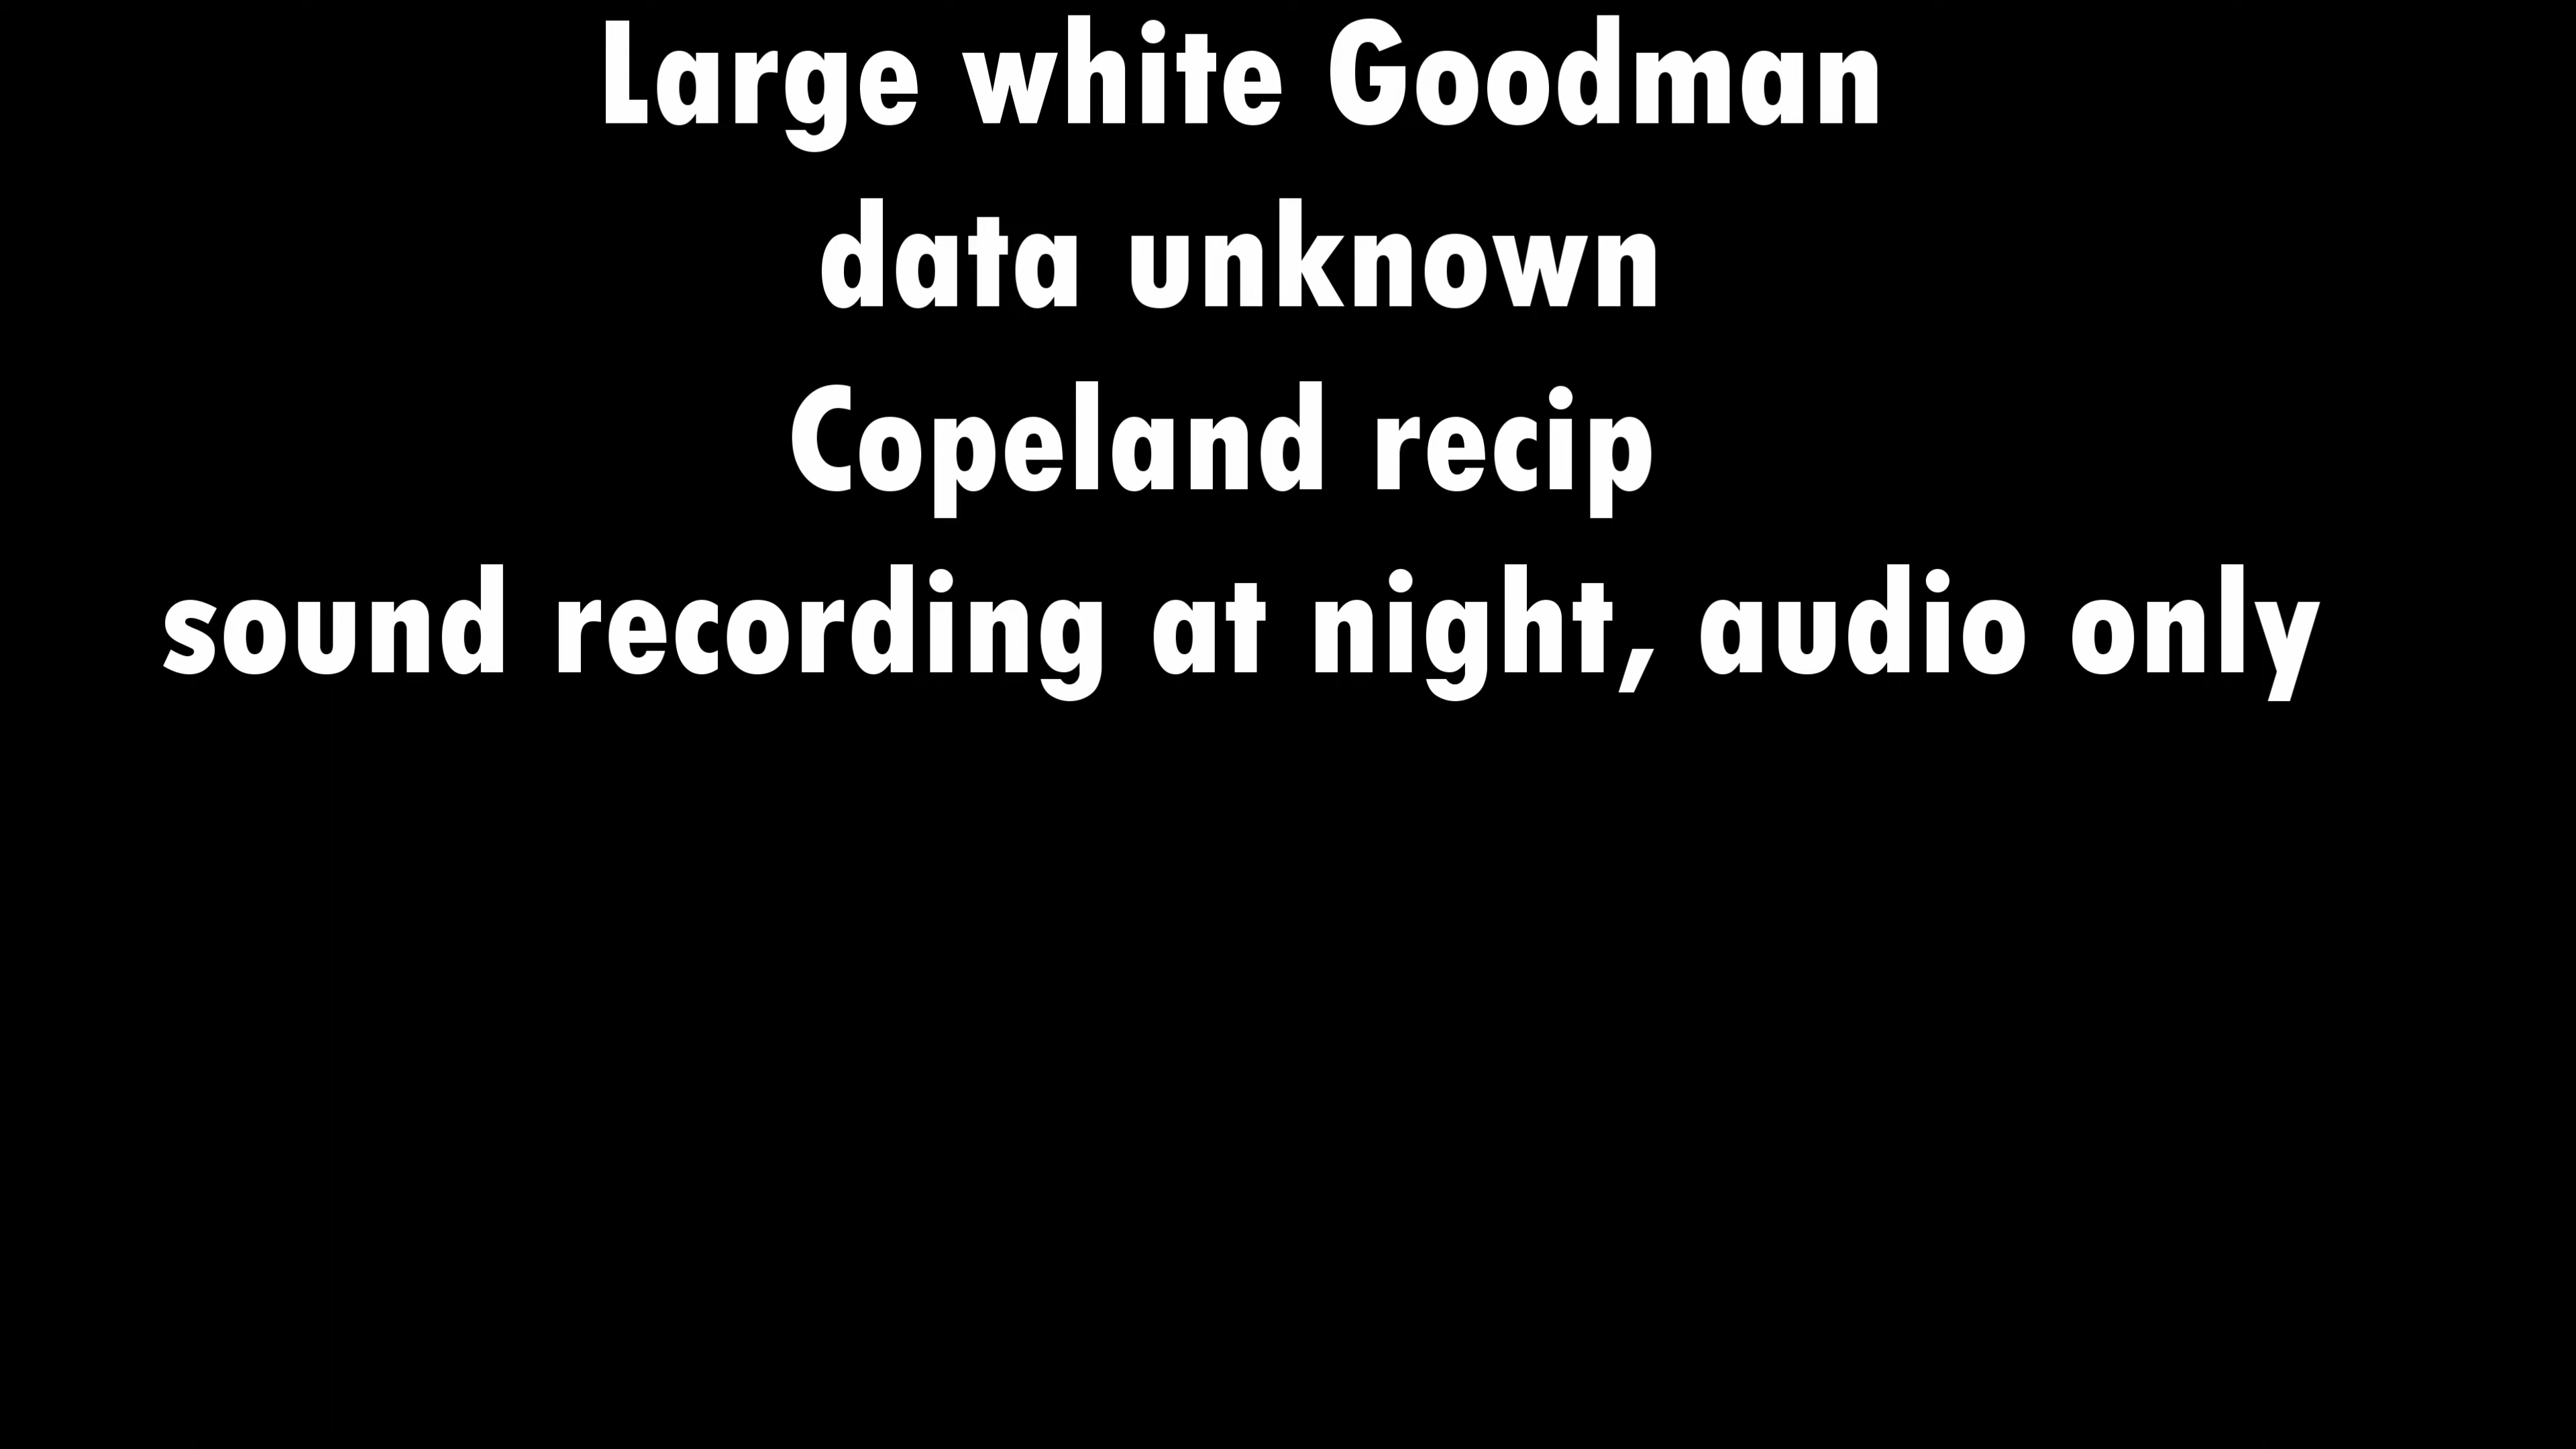 Large white Goodman
data unknown
Copeland recip
sound recording at night, audio only